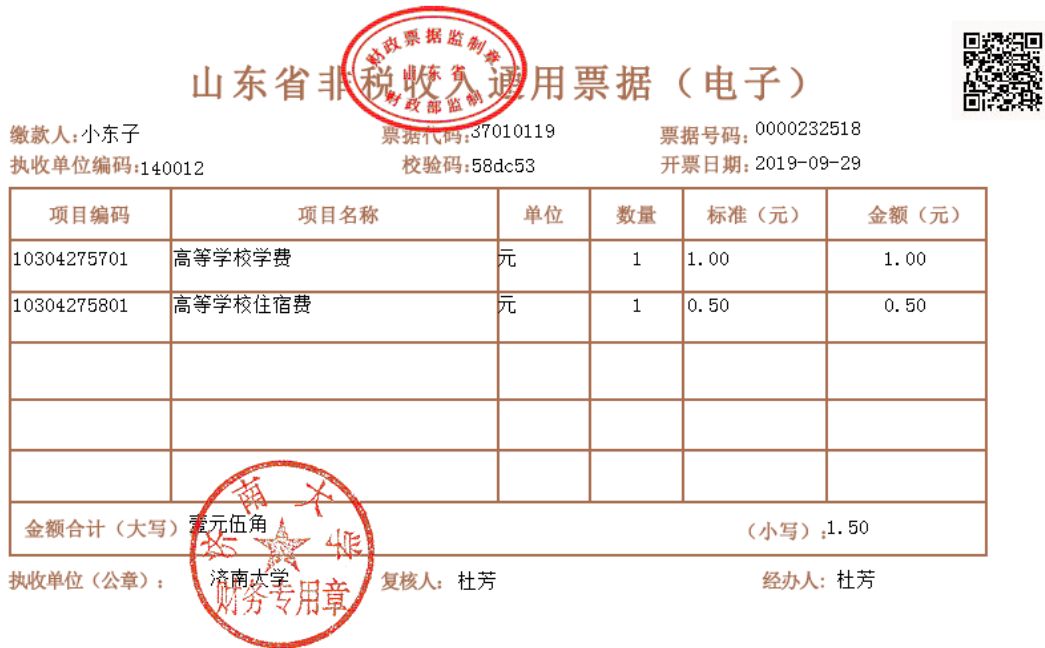 财政票据监制章
山东省
财政部监制
山东省非税收入通用票据（电子）
缴款人:小东子 票据代码:37010119 票据号码:0000232518
执收单位编码:140012 校验码:58dc53 开票日期:2019-09-29
项目编码 项目名称 单位 数量 标准（元） 金额（元）
10304275701 高等学校学费 元 1 1.00 1.00
10304275801 高等学校住宿费 元 1 0.50 0.50
金额合计（大写）壹元伍角 （小写）:1.50
执收单位（公章）: 济南大学 复核人: 杜芳 经办人: 杜芳
济南大学
财务专用章